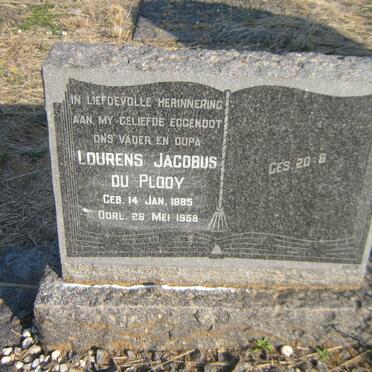 IN LIEFDEVOLLE HERINNERING
AAN MY GELIEFDE EGGENOOT
ONS VADER EN OUPA
LOURENS JACOBUS
DU PLOOY
GEB. 14 JAN. 1885
OORL. 26 MEI 1958
GES. 20:8